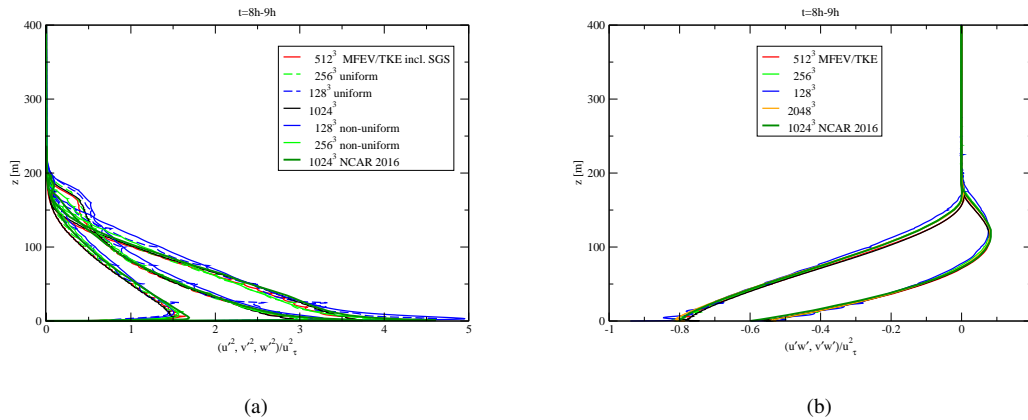 t=8h-9h
400
300
200
100
0
z [m]
512³ MFEV/TKE incl. SGS
256³ uniform
128³ uniform
1024³
128³ non-uniform
256³ non-uniform
1024³ NCAR 2016
0 1 2 3 4 5
(u'², v'², w'²)/u²τ
(a)
t=8h-9h
400
300
200
100
0
z [m]
512³ MFEV/TKE
256³
128³
2048³
1024³ NCAR 2016
-1 -0.8 -0.6 -0.4 -0.2 0
(u'w', v'w')/u²τ
(b)